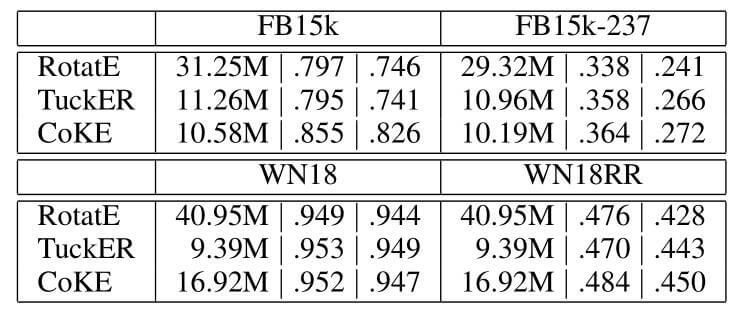 FB15k FB15k-237
RotatE 31.25M | .797 | .746 29.32M | .338 | .241
TuckER 11.26M | .795 | .741 10.96M | .358 | .266
CoKE 10.58M | .855 | .826 10.19M | .364 | .272
WN18 WN18RR
RotatE 40.95M | .949 | .944 40.95M | .476 | .428
TuckER 9.39M | .953 | .949 9.39M | .470 | .443
CoKE 16.92M | .952 | .947 16.92M | .484 | .450